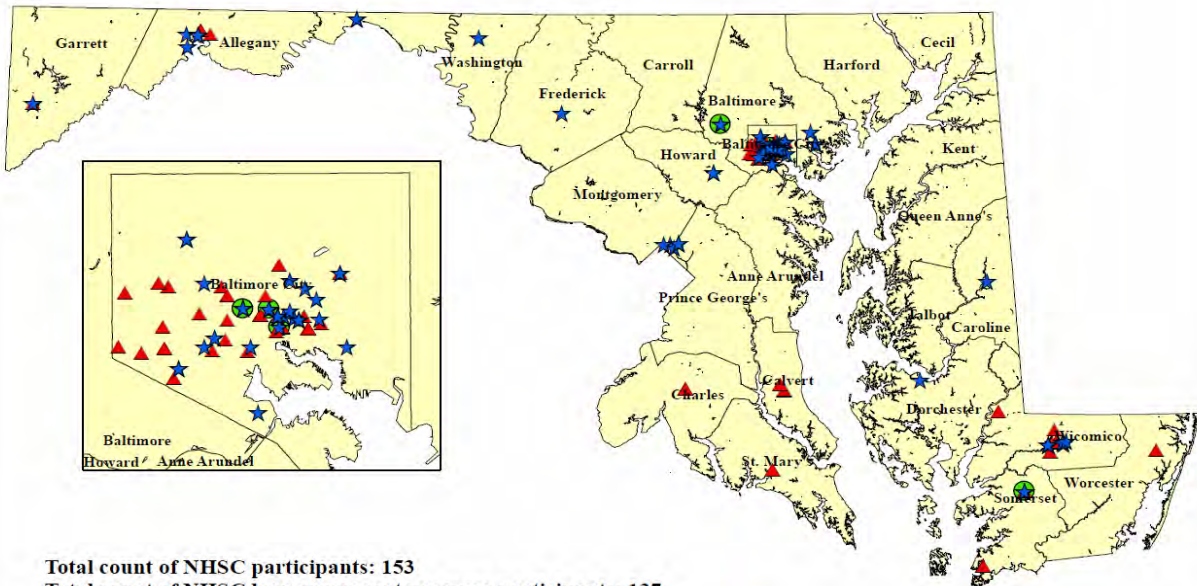 Garrett
Allegany
Washington
Frederick
Carroll
Baltimore
Harford
Cecil
Baltimore City
Howard
Kent
Montgomery
Queen Anne's
Anne Arundel
Prince George's
Talbot
Caroline
Charles
Calvert
Dorchester
Wicomico
St. Mary's
Worcester
Somerset
Baltimore City
Baltimore
Howard
Anne Arundel
Total count of NHSC participants: 153